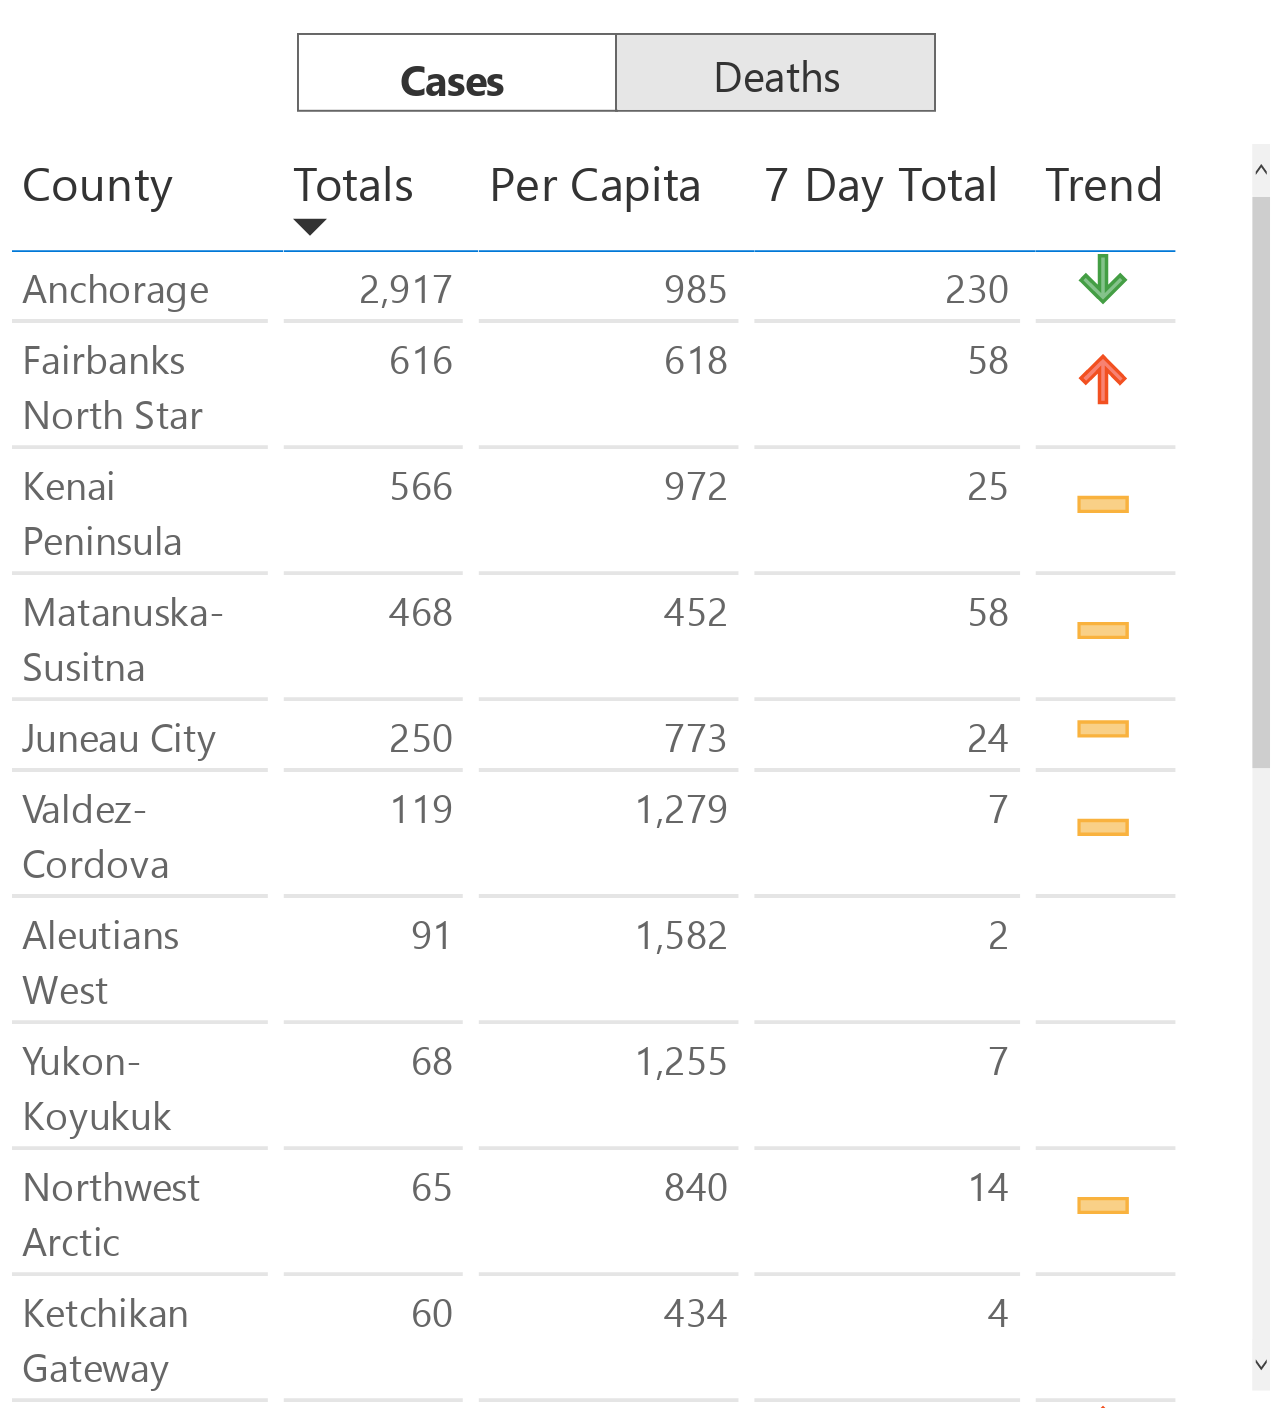 Cases Deaths
County Totals Per Capita 7 Day Total Trend
Anchorage 2,917 985 230
Fairbanks 616 618 58
North Star
Kenai 566 972 25
Peninsula
Matanuska- 468 452 58
Susitna
Juneau City 250 773 24
Valdez- 119 1,279 7
Cordova
Aleutians 91 1,582 2
West
Yukon- 68 1,255 7
Koyukuk
Northwest 65 840 14
Arctic
Ketchikan 60 434 4
Gateway